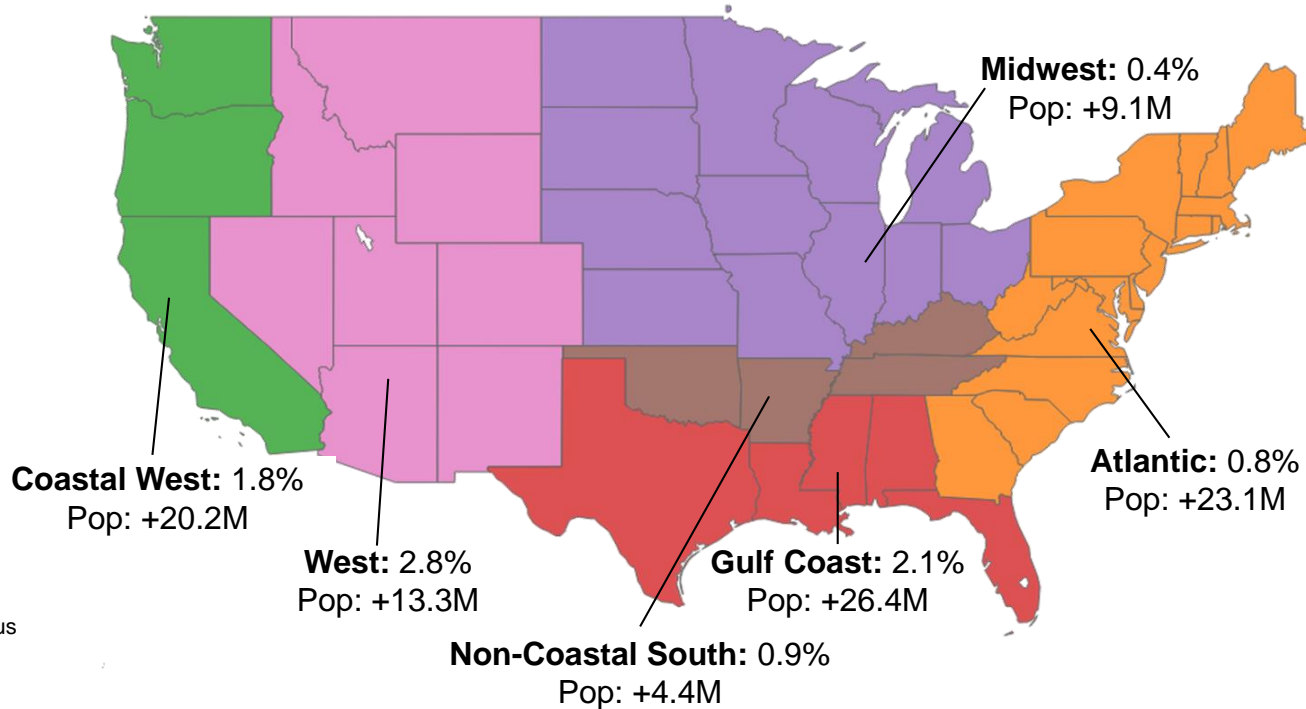 Midwest: 0.4%
Pop: +9.1M
Atlantic: 0.8%
Pop: +23.1M
Coastal West: 1.8%
Pop: +20.2M
West: 2.8%
Pop: +13.3M
Gulf Coast: 2.1%
Pop: +26.4M
us
Non-Coastal South: 0.9%
Pop: +4.4M